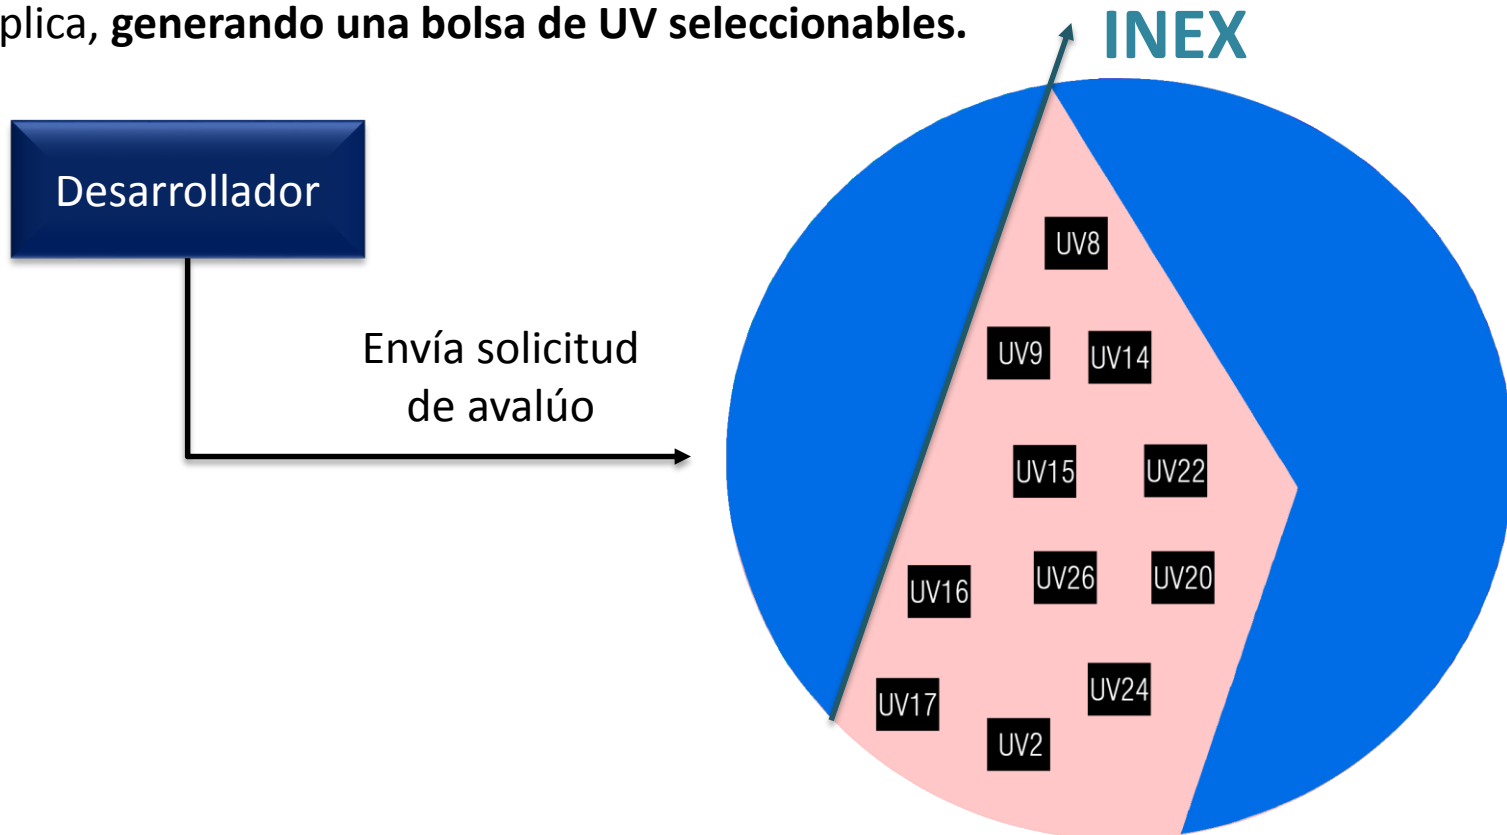 plica, generando una bolsa de UV seleccionables.
INEX
Desarrollador
Envía solicitud
de avalúo
UV8
UV9 UV14
UV15 UV22
UV16 UV26 UV20
UV17 UV24
UV2